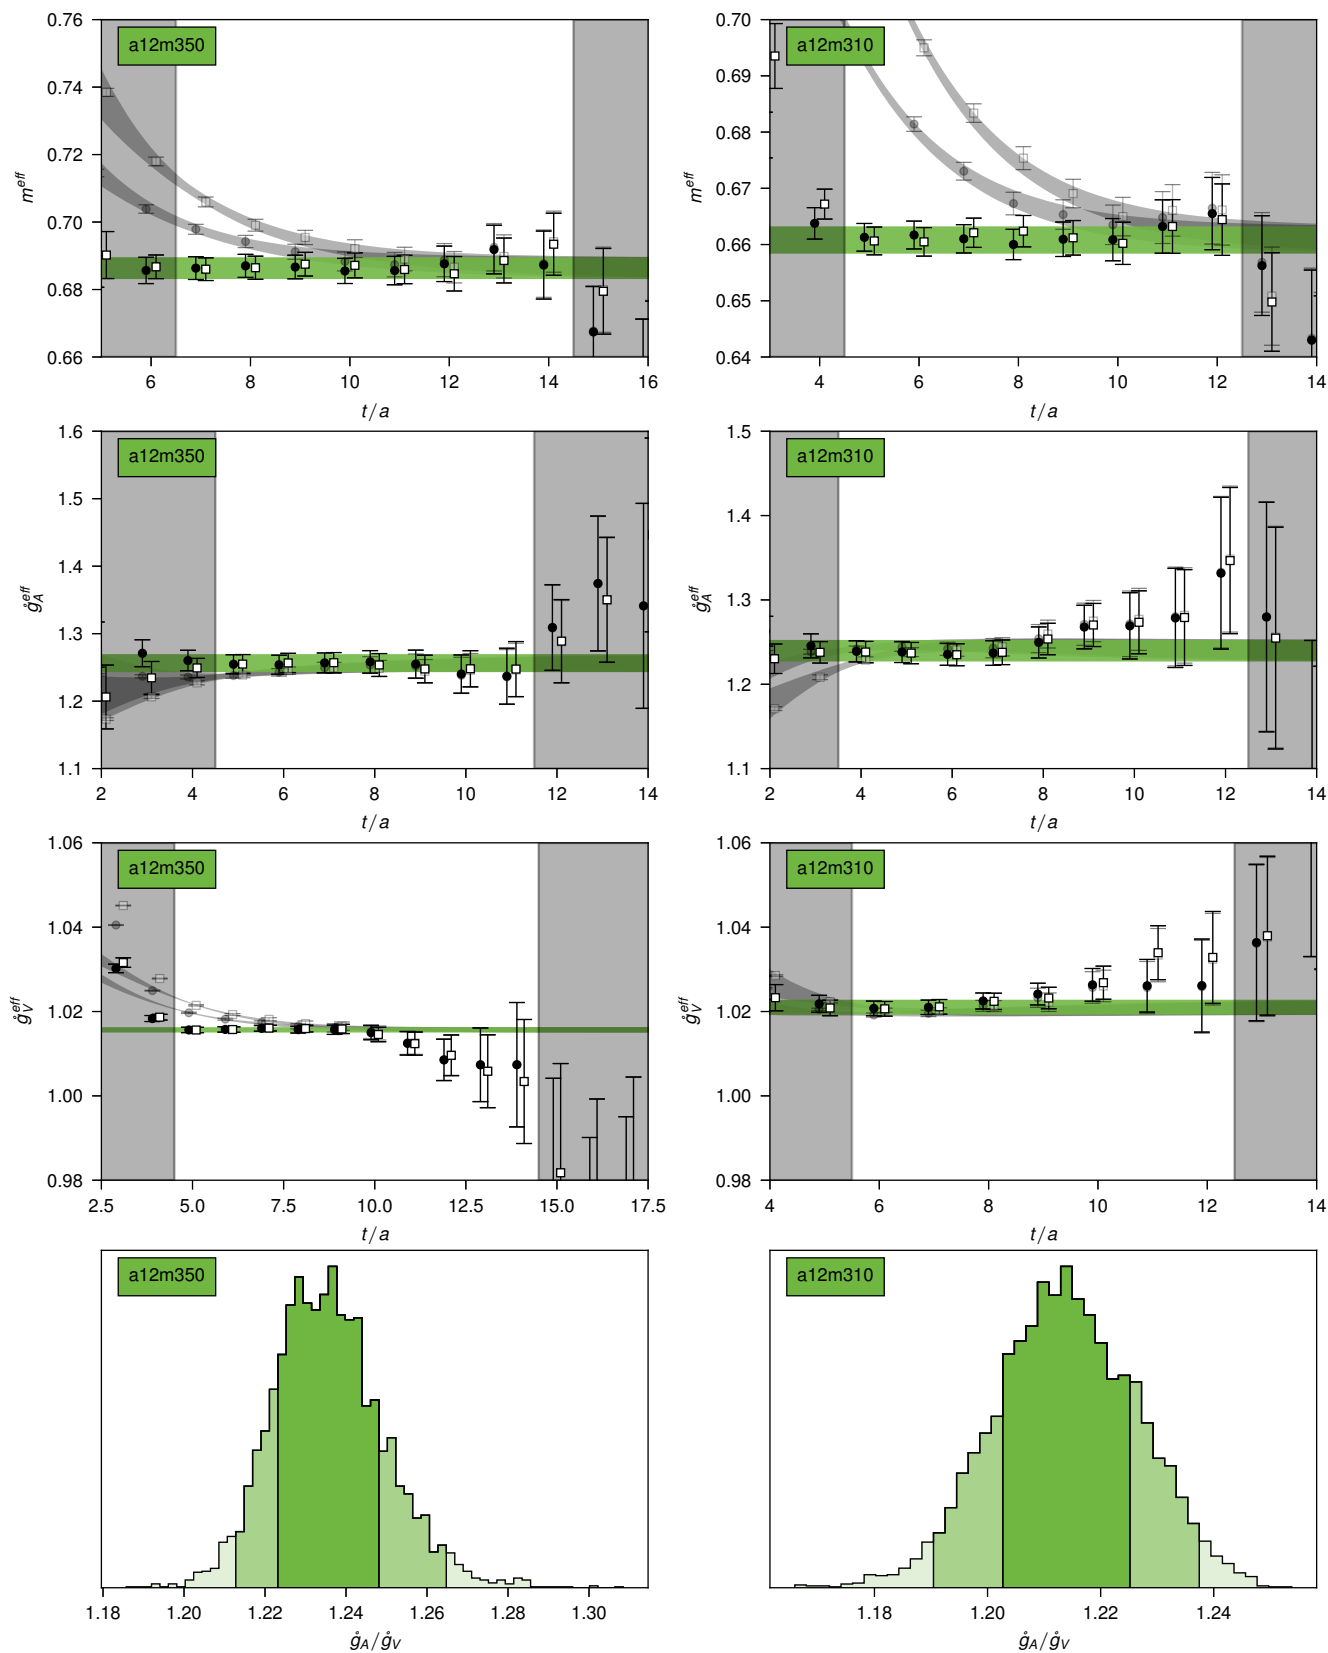 0.76
0.74
0.72
0.70
0.68
0.66
m^eff
a12m350
6 8 10 12 14 16
t/a
0.70
0.69
0.68
0.67
0.66
0.65
0.64
m^eff
a12m310
4 6 8 10 12 14
t/a
1.6
1.5
1.4
1.3
1.2
1.1
g̊_A^eff
a12m350
2 4 6 8 10 12 14
t/a
1.5
1.4
1.3
1.2
1.1
g̊_A^eff
a12m310
2 4 6 8 10 12 14
t/a
1.06
1.04
1.02
1.00
0.98
g̊_V^eff
a12m350
2.5 5.0 7.5 10.0 12.5 15.0 17.5
t/a
1.06
1.04
1.02
1.00
0.98
g̊_V^eff
a12m310
4 6 8 10 12 14
t/a
a12m350
1.18 1.20 1.22 1.24 1.26 1.28 1.30
g̊_A/g̊_V
a12m310
1.18 1.20 1.22 1.24
g̊_A/g̊_V